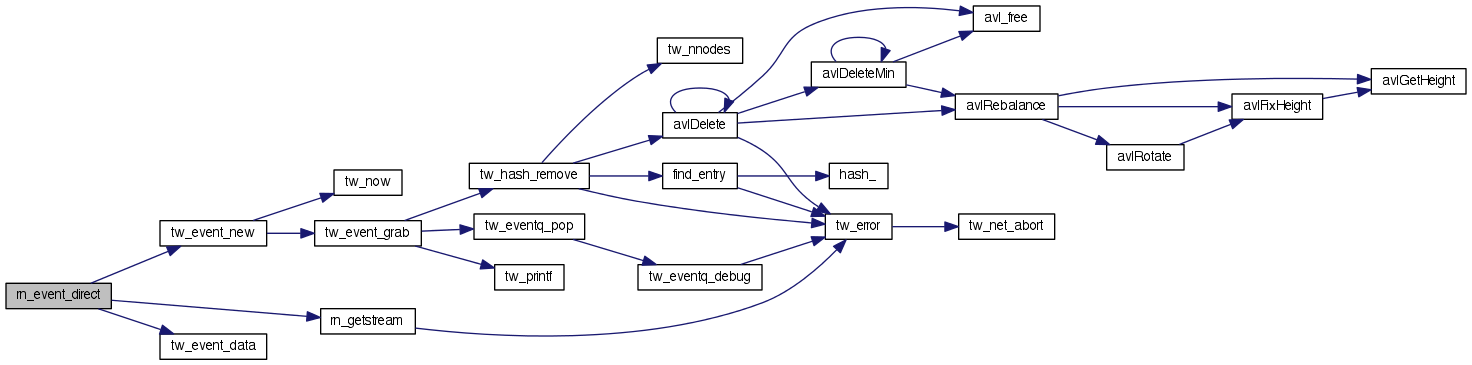 rn_event_direct
tw_event_new
rn_getstream
tw_event_data
tw_now
tw_event_grab
tw_hash_remove
tw_eventq_pop
tw_printf
tw_nnodes
avlDelete
find_entry
tw_eventq_debug
avlDeleteMin
hash_
tw_error
avl_free
avlRebalance
tw_net_abort
avlRotate
avlFixHeight
avlGetHeight